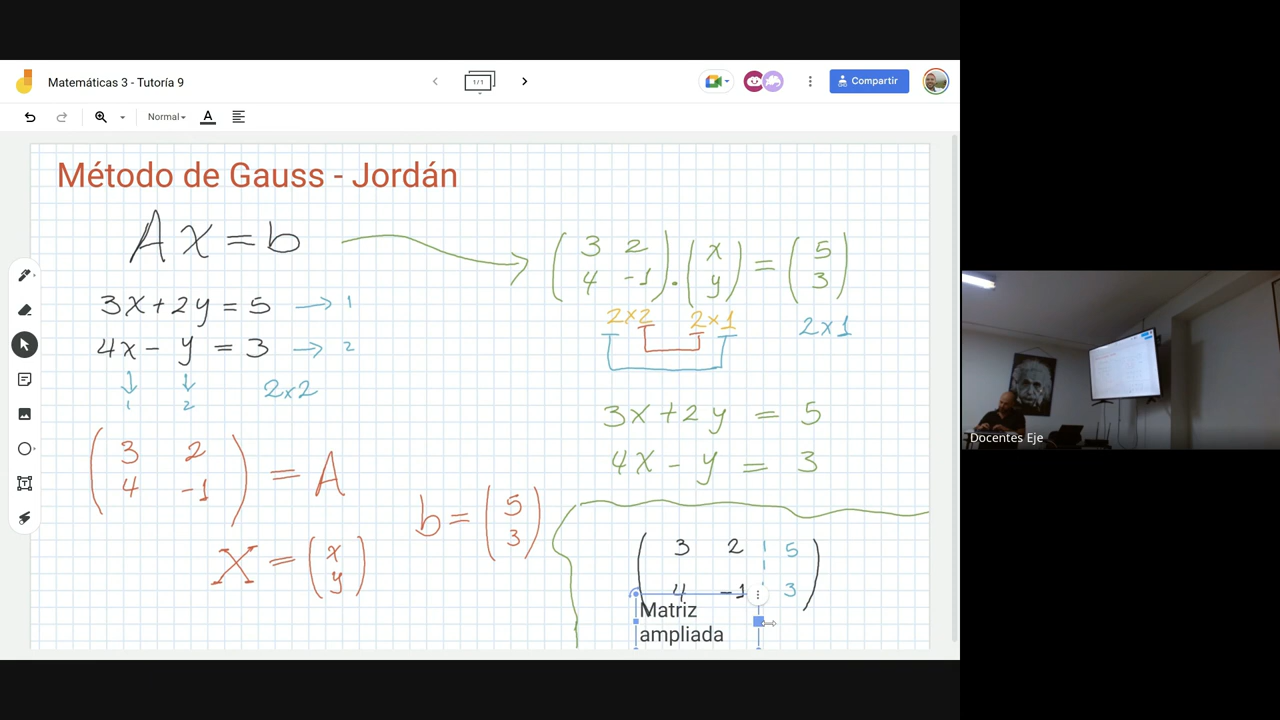 Matemáticas 3 - Tutoría 9
1/1
Compartir
Normal
A
Método de Gauss - Jordán
A X = b
3x + 2y = 5 → 1
4x - y = 3 → 2
↓ ↓ 2x2
1 2
( 3 2
4 -1 ) = A
X = ( x
y )
b = ( 5
3 )
( 3 2
4 -1 ) . ( x
y ) = ( 5
3 )
2x2 2x1 2x1
3x + 2y = 5
4x - y = 3
( 3 2 ¦ 5
4 -1 ¦ 3 )
Matriz
ampliada
Docentes Eje